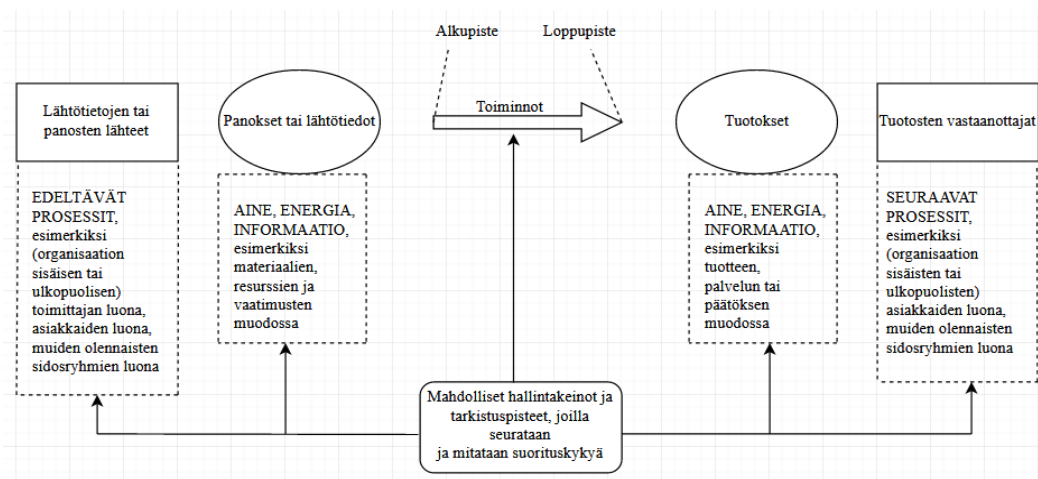 Alkupiste
Loppupiste
Lähtötietojen tai
panosten lähteet
Panokset tai lähtötiedot
Toiminnot
Tuotokset
Tuotosten vastaanottajat
EDELTÄVÄT
PROSESSIT,
esimerkiksi
(organisaation
sisäisen tai
ulkopuolisen)
toimittajan luona,
asiakkaiden luona,
muiden olennaisten
sidosryhmien luona
AINE, ENERGIA,
INFORMAATIO,
esimerkiksi
materiaalien,
resurssien ja
vaatimusten
muodossa
AINE, ENERGIA,
INFORMAATIO,
esimerkiksi
tuotteen,
palvelun tai
päätöksen
muodossa
SEURAAVAT
PROSESSIT,
esimerkiksi
(organisaation
sisäisten tai
ulkopuolisten)
asiakkaiden luona,
muiden olennaisten
sidosryhmien luona
Mahdolliset hallintakeinot ja
tarkistuspisteet, joilla
seurataan
ja mitataan suorituskykyä